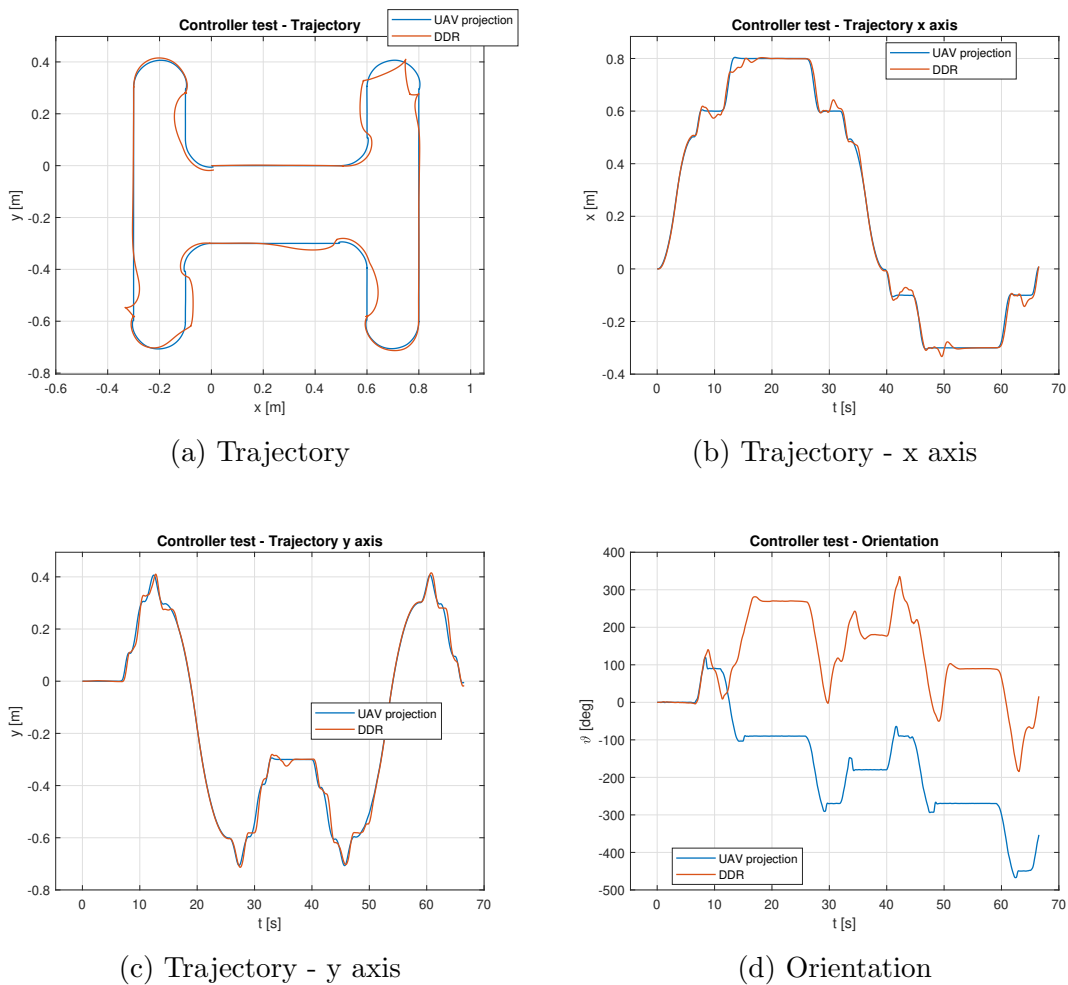 Controller test - Trajectory
UAV projection
DDR
0.4
0.2
0
-0.2
-0.4
-0.6
-0.8
y [m]
-0.6
-0.4
-0.2
0
0.2
0.4
0.6
0.8
1
x [m]
(a) Trajectory
Controller test - Trajectory x axis
UAV projection
DDR
0.8
0.6
0.4
0.2
0
-0.2
0.4
x [m]
0
10
20
30
40
50
60
70
t [s]
(b) Trajectory - x axis
Controller test - Trajectory y axis
0.4
0.2
0
-0.2
-0.4
-0.6
-0.8
y [m]
UAV projection
DDR
0
10
20
30
40
50
60
70
t [s]
(c) Trajectory - y axis
Controller test - Orientation
400
300
200
100
0
-100
-200
-300
-400
-500
ϑ [deg]
UAV projection
DDR
0
10
20
30
40
50
60
70
t [s]
(d) Orientation